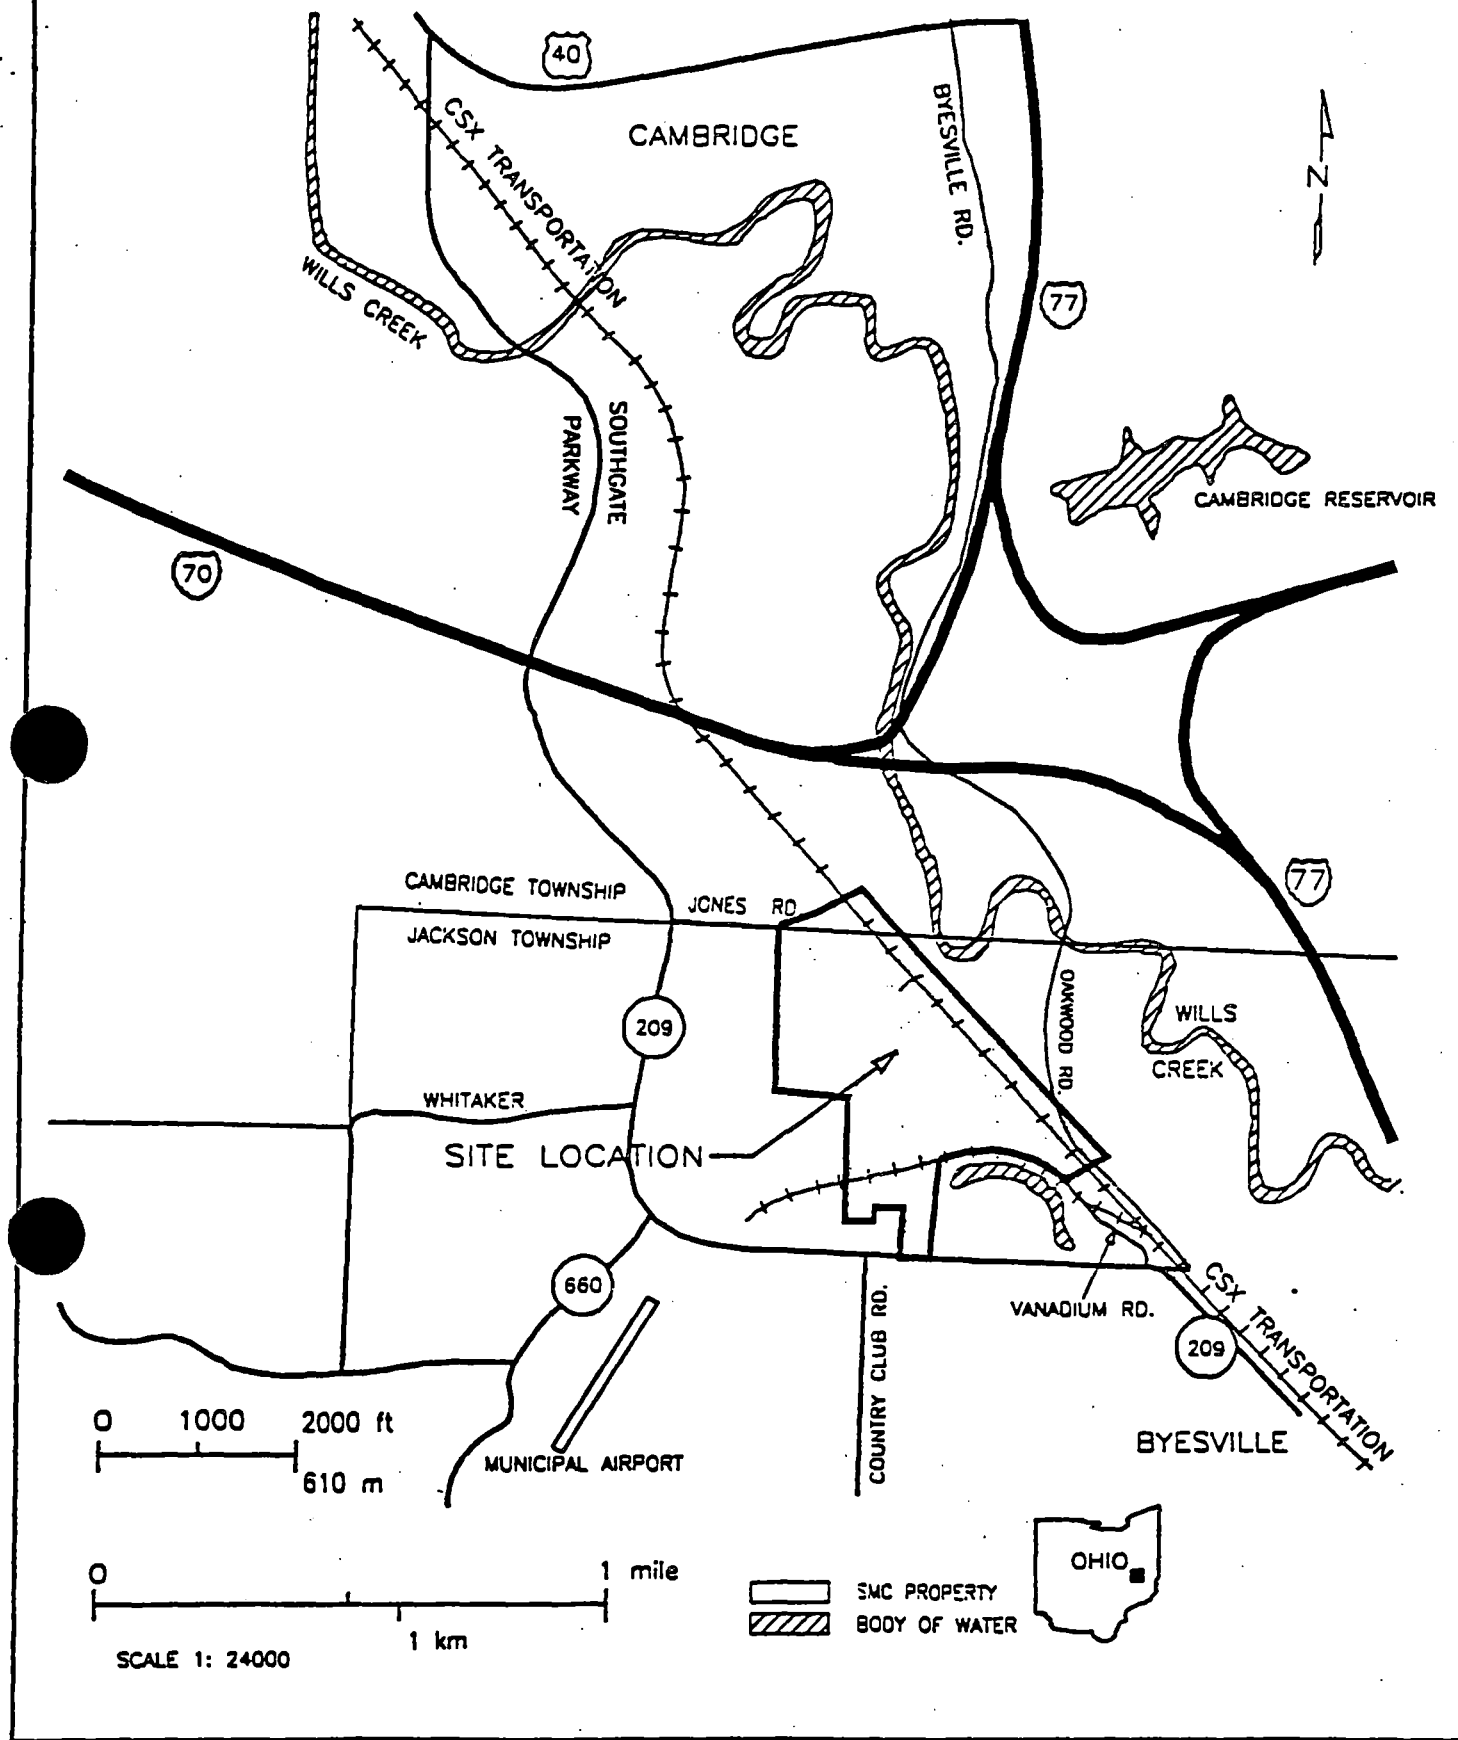 40
CSX TRANSPORTATION
CAMBRIDGE
BYESVILLE RD.
N
WILLS CREEK
77
SOUTHGATE
PARKWAY
CAMBRIDGE RESERVOIR
70
77
CAMBRIDGE TOWNSHIP
JONES RD
JACKSON TOWNSHIP
209
OAKWOOD RD.
WILLS
CREEK
WHITAKER
SITE LOCATION
660
VANADIUM RD.
CSX TRANSPORTATION
209
COUNTRY CLUB RD.
0 1000 2000 ft
610 m
MUNICIPAL AIRPORT
BYESVILLE
OHIO
0 1 mile
1 km
SCALE 1: 24000
SMC PROPERTY
BODY OF WATER